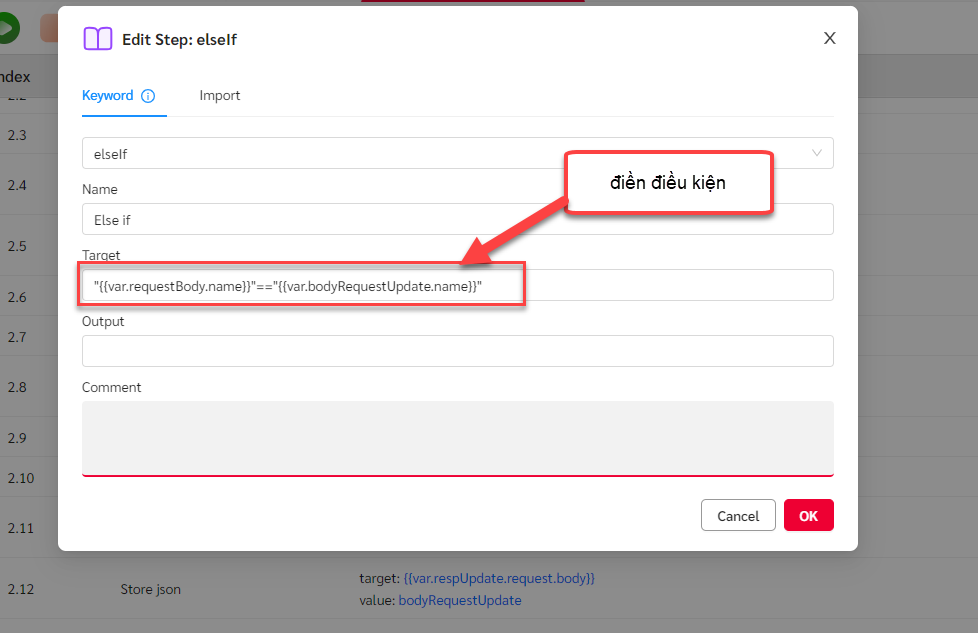 Edit Step: elseIf
X
ndex
Keyword
Import
2.2
2.3
elseIf
điền điều kiện
2.4
Name
Else if
2.5
Target
"{{var.requestBody.name}}"=="{{var.bodyRequestUpdate.name}}"
2.6
Output
2.7
2.8
Comment
2.9
2.10
Cancel
OK
2.11
2.12
Store json
target: {{var.respUpdate.request.body}}
value: bodyRequestUpdate